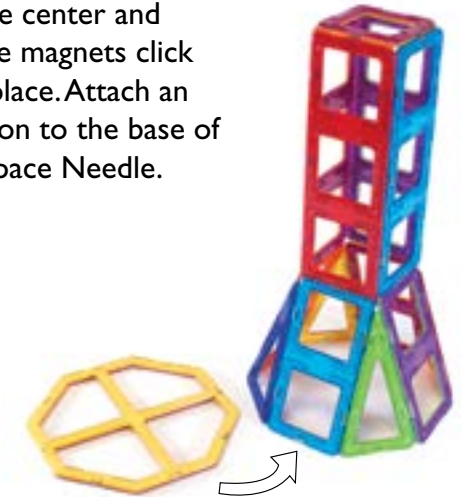 e center and
e magnets click
place. Attach an
on to the base of
pace Needle.